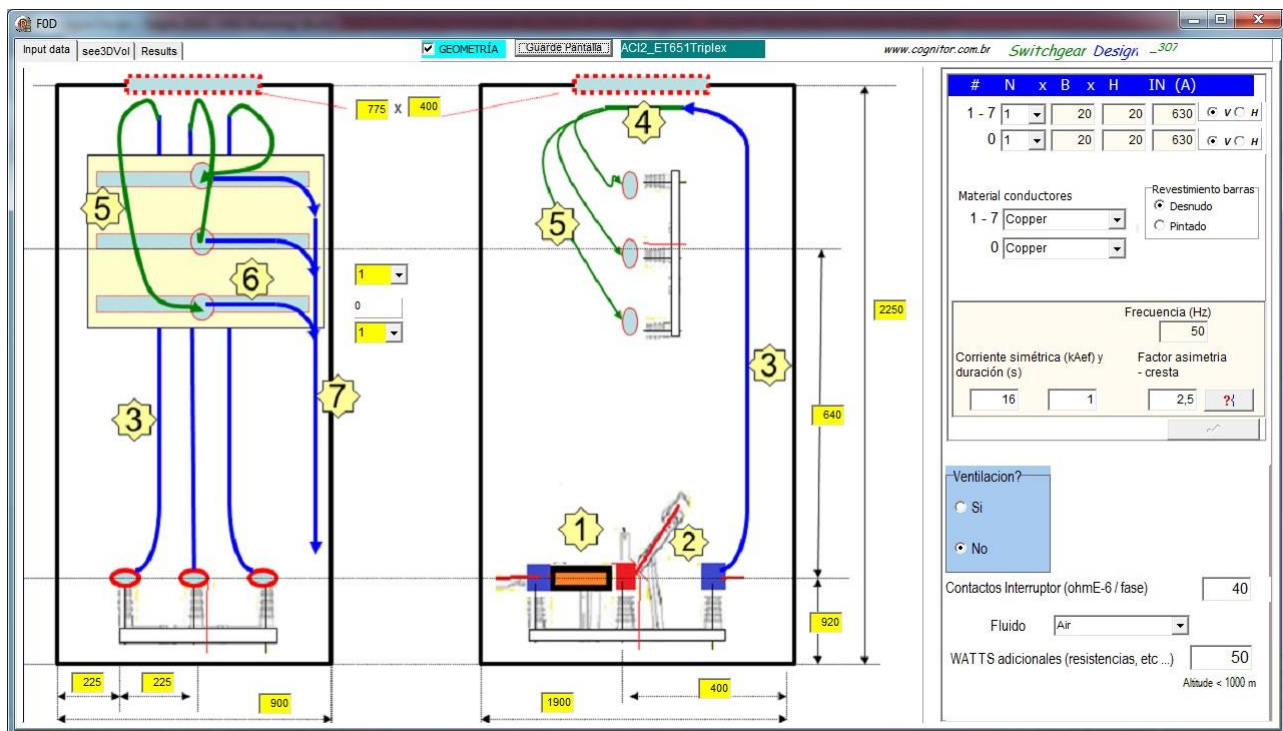 F0D
Input data see3DVol Results
GEOMETRÍA Guarde Pantalla ACI2_ET651Triplex www.cognitor.com.br Switchgear Design _307
775 X 400
4
5
5
6
1
0
1
3
7
3
1
2
2250
640
920
225 225
900
400
1900
# N x B x H IN (A)
1 - 7 1 20 20 630 V H
0 1 20 20 630 V H
Material conductores
1 - 7 Copper
0 Copper
Revestimiento barras
Desnudo
Pintado
Frecuencia (Hz)
50
Corriente simétrica (kAef) y
duración (s)
Factor asimetria
- cresta
16 1 2,5 ?{
Ventilacion?
Si
No
Contactos Interruptor (ohmE-6 / fase) 40
Fluido Air
WATTS adicionales (resistencias, etc ...) 50
Altitude < 1000 m